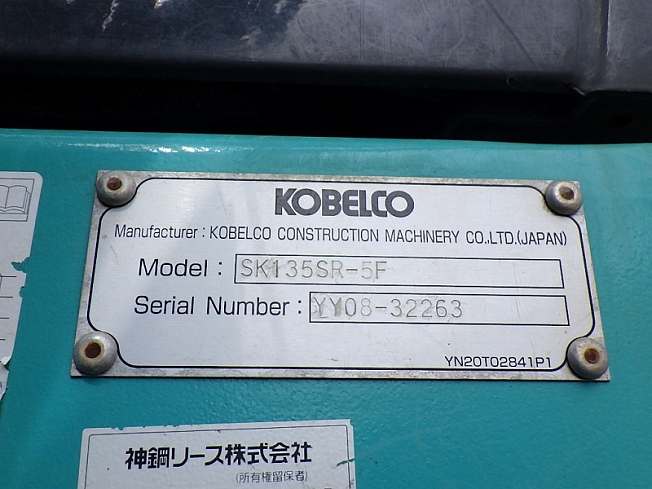 KOBELCO
Manufacturer : KOBELCO CONSTRUCTION MACHINERY CO.,LTD.(JAPAN)
Model : SK135SR-5F
Serial Number : YY08-32263
YN20T02841P1
神鋼リース株式会社
(所有権留保者)